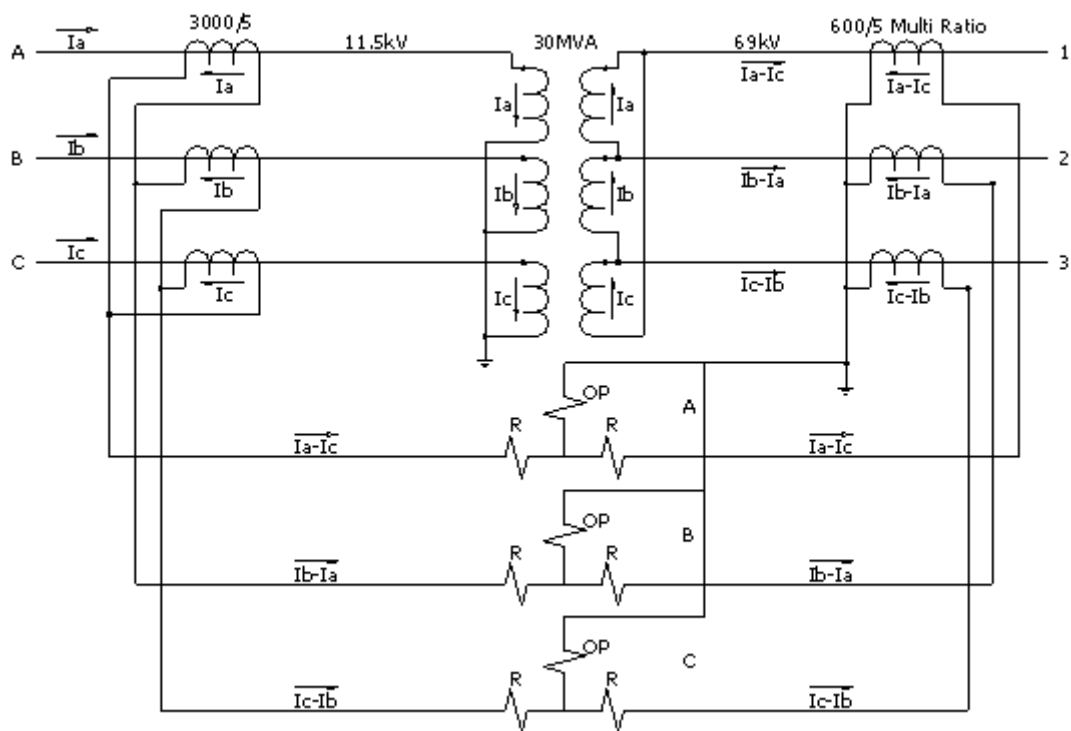 3000/5 600/5 Multi Ratio
A Ia 11.5kV 30MVA 69kV 1
Ia Ia Ia Ia-Ic Ia-Ic
B Ib 2
Ib Ib Ib Ib-Ia Ib-Ia
C Ic 3
Ic Ic Ic Ic-Ib Ic-Ib
OP A
Ia-Ic R R Ia-Ic
OP B
Ib-Ia R R Ib-Ia
OP C
Ic-Ib R R Ic-Ib